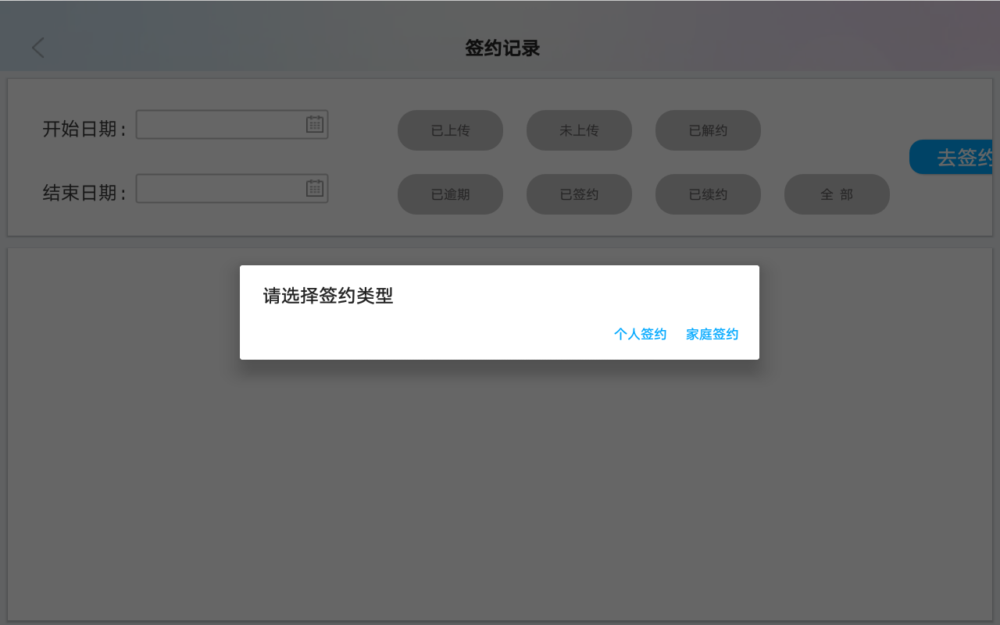 签约记录
开始日期：
已上传
未上传
已解约
去签约
结束日期：
已逾期
已签约
已续约
全 部
请选择签约类型
个人签约
家庭签约